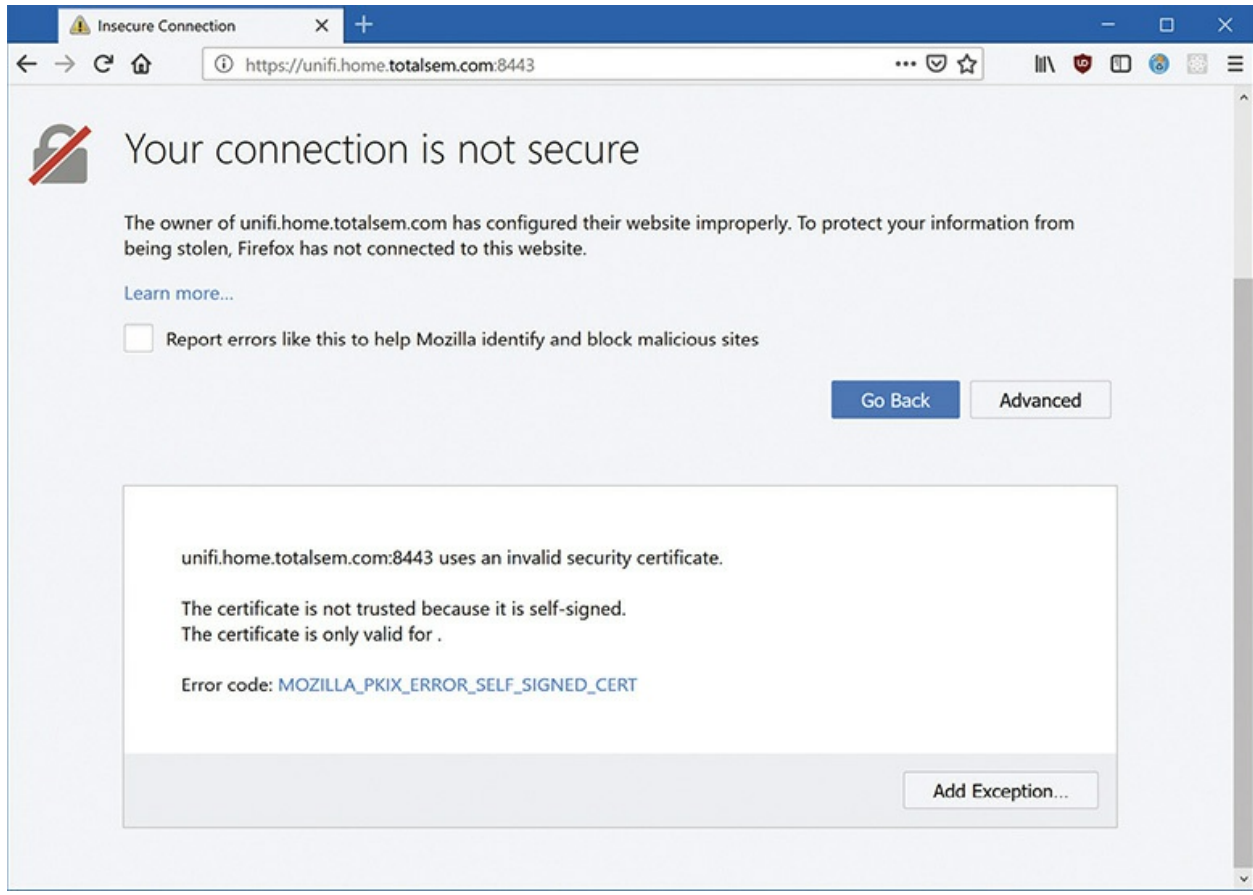 Insecure Connection
https://unifi.home.totalsem.com:8443
Your connection is not secure
The owner of unifi.home.totalsem.com has configured their website improperly. To protect your information from
being stolen, Firefox has not connected to this website.
Learn more...
Report errors like this to help Mozilla identify and block malicious sites
Go Back Advanced
unifi.home.totalsem.com:8443 uses an invalid security certificate.
The certificate is not trusted because it is self-signed.
The certificate is only valid for .
Error code: MOZILLA_PKIX_ERROR_SELF_SIGNED_CERT
Add Exception...